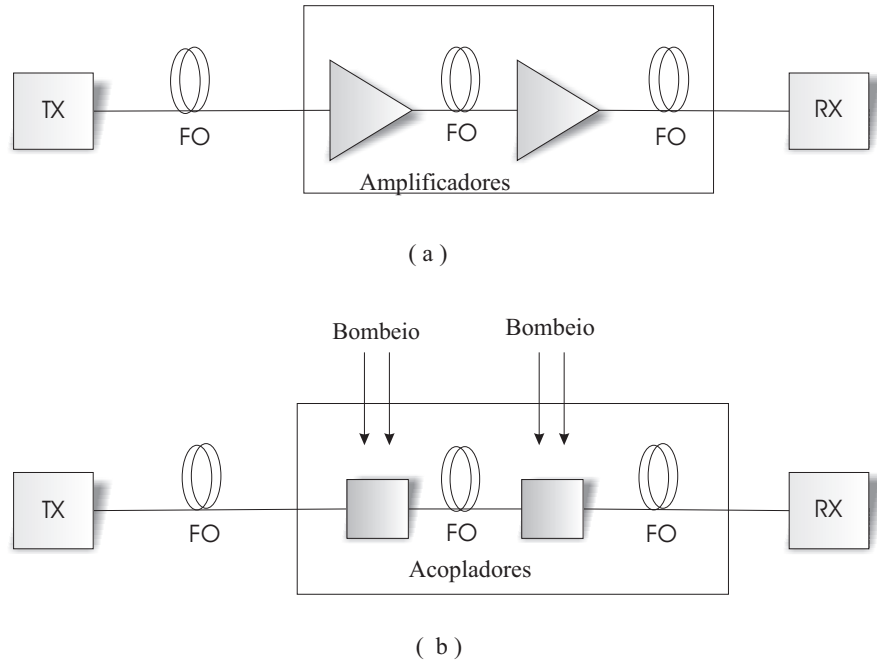 TX
FO
FO
FO
RX
Amplificadores
( a )
Bombeio
Bombeio
TX
FO
FO
FO
RX
Acopladores
( b )